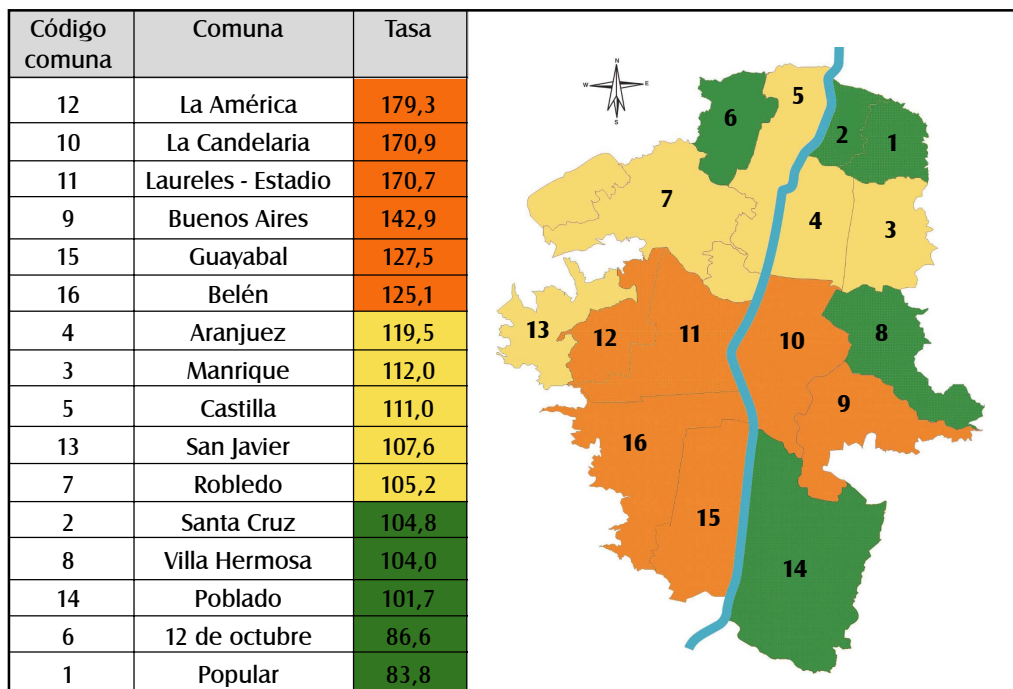 Código comuna Comuna Tasa
12 La América 179,3
10 La Candelaria 170,9
11 Laureles - Estadio 170,7
9 Buenos Aires 142,9
15 Guayabal 127,5
16 Belén 125,1
4 Aranjuez 119,5
3 Manrique 112,0
5 Castilla 111,0
13 San Javier 107,6
7 Robledo 105,2
2 Santa Cruz 104,8
8 Villa Hermosa 104,0
14 Poblado 101,7
6 12 de octubre 86,6
1 Popular 83,8
N
W E
S
5
6
2
1
7
4
3
13
12
11
10
8
9
16
15
14